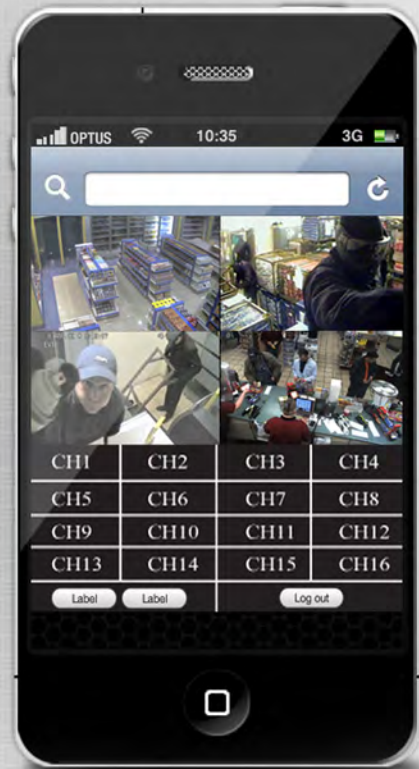 OPTUS 10:35 3G
CH1 CH2 CH3 CH4
CH5 CH6 CH7 CH8
CH9 CH10 CH11 CH12
CH13 CH14 CH15 CH16
Label Label Log out